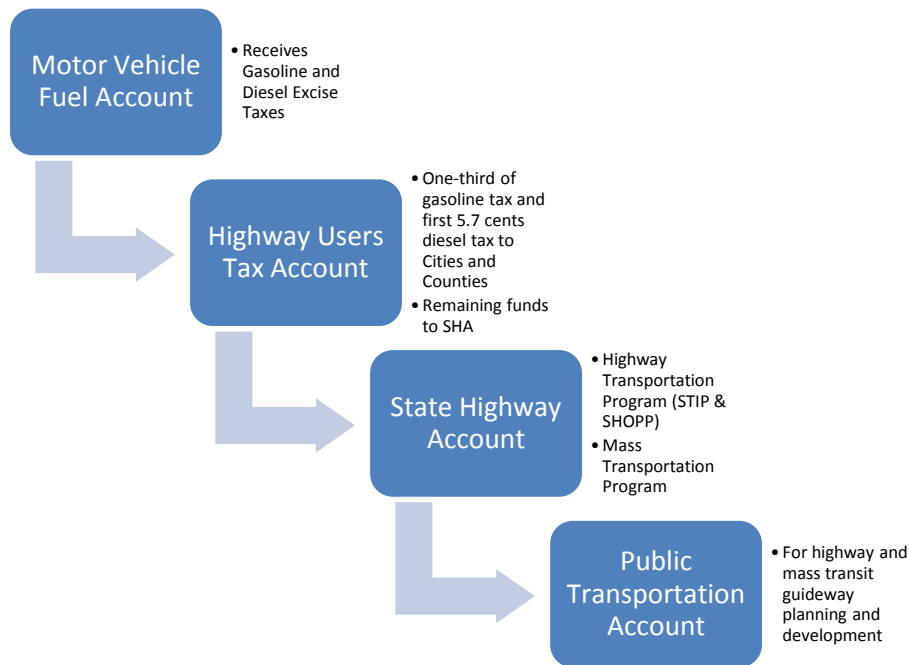 Motor Vehicle
Fuel Account
• Receives
Gasoline and
Diesel Excise
Taxes
Highway Users
Tax Account
• One-third of
gasoline tax and
first 5.7 cents
diesel tax to
Cities and
Counties
• Remaining funds
to SHA
State Highway
Account
• Highway
Transportation
Program (STIP &
SHOPP)
• Mass
Transportation
Program
Public
Transportation
Account
• For highway and
mass transit
guideway
planning and
development